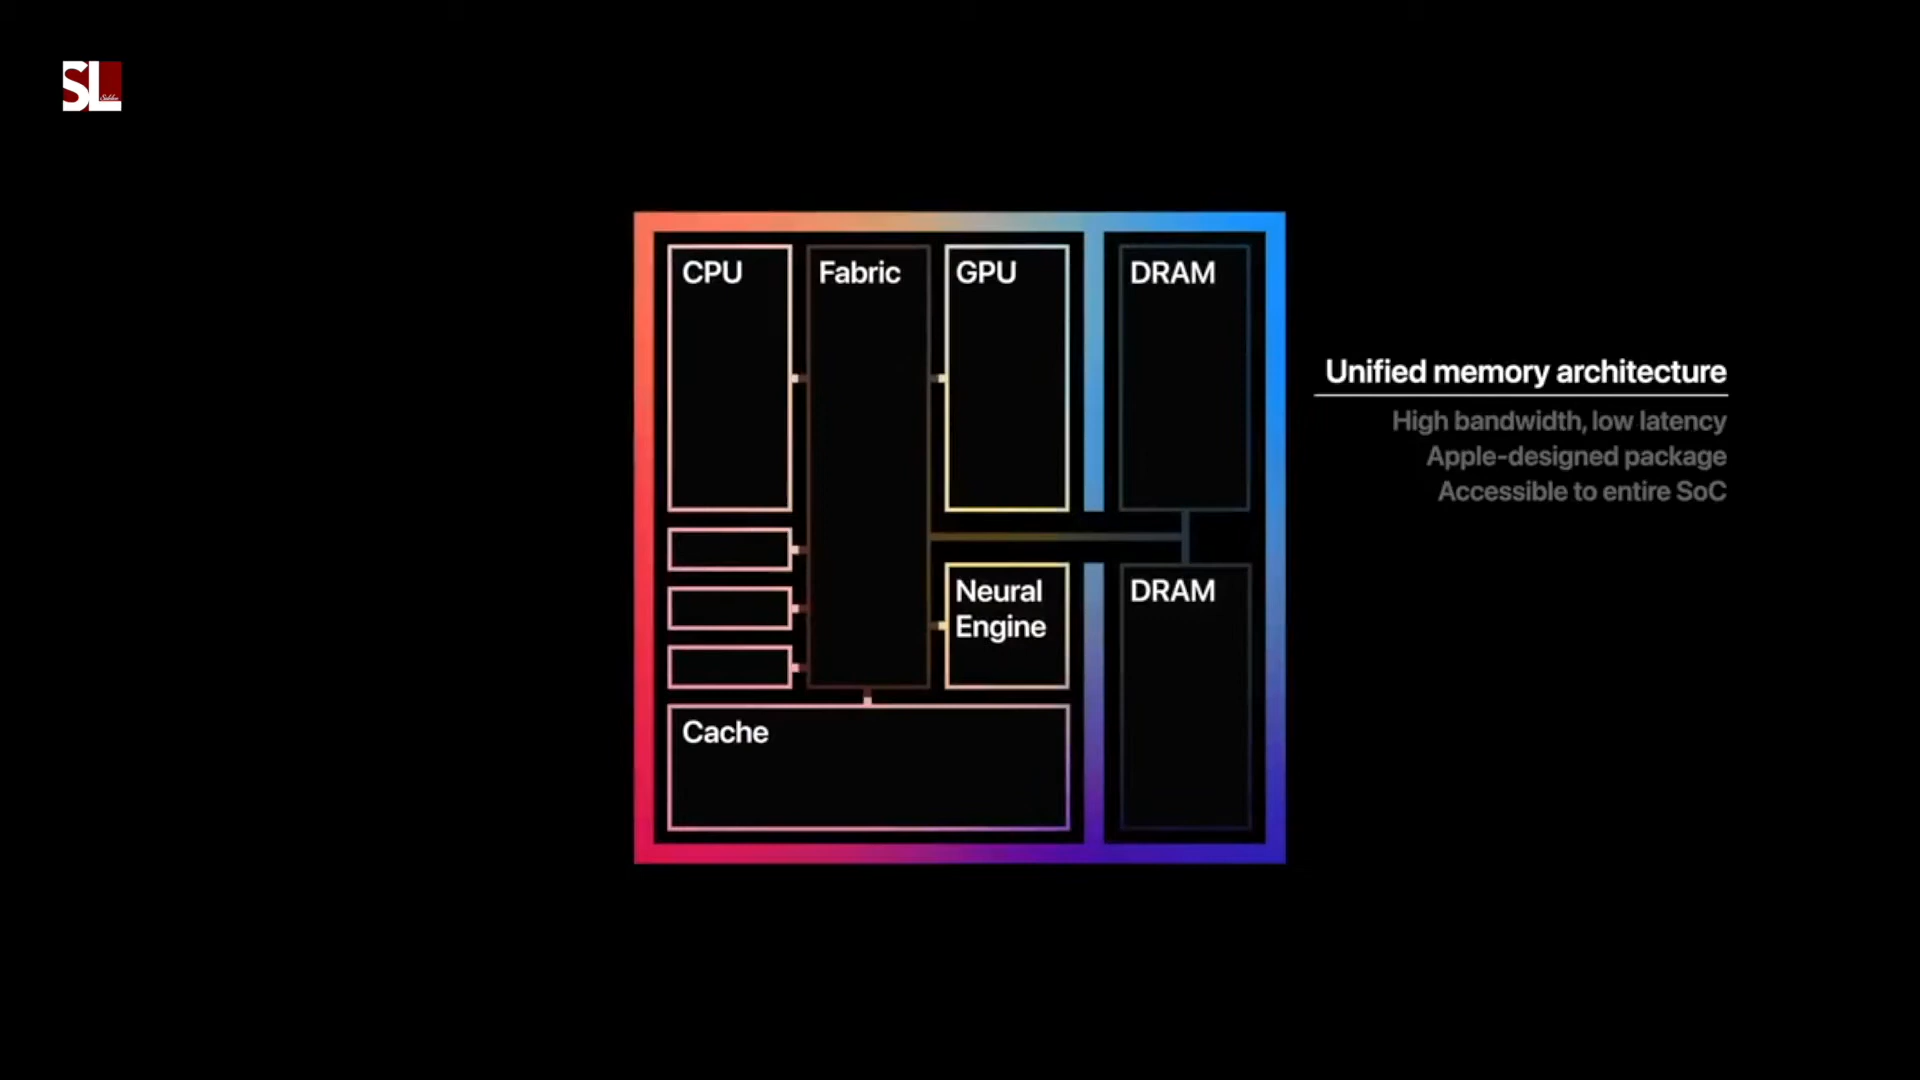 SL
CPU
Fabric
GPU
DRAM
Unified memory architecture
High bandwidth, low latency
Apple-designed package
Accessible to entire SoC
Neural
Engine
DRAM
Cache